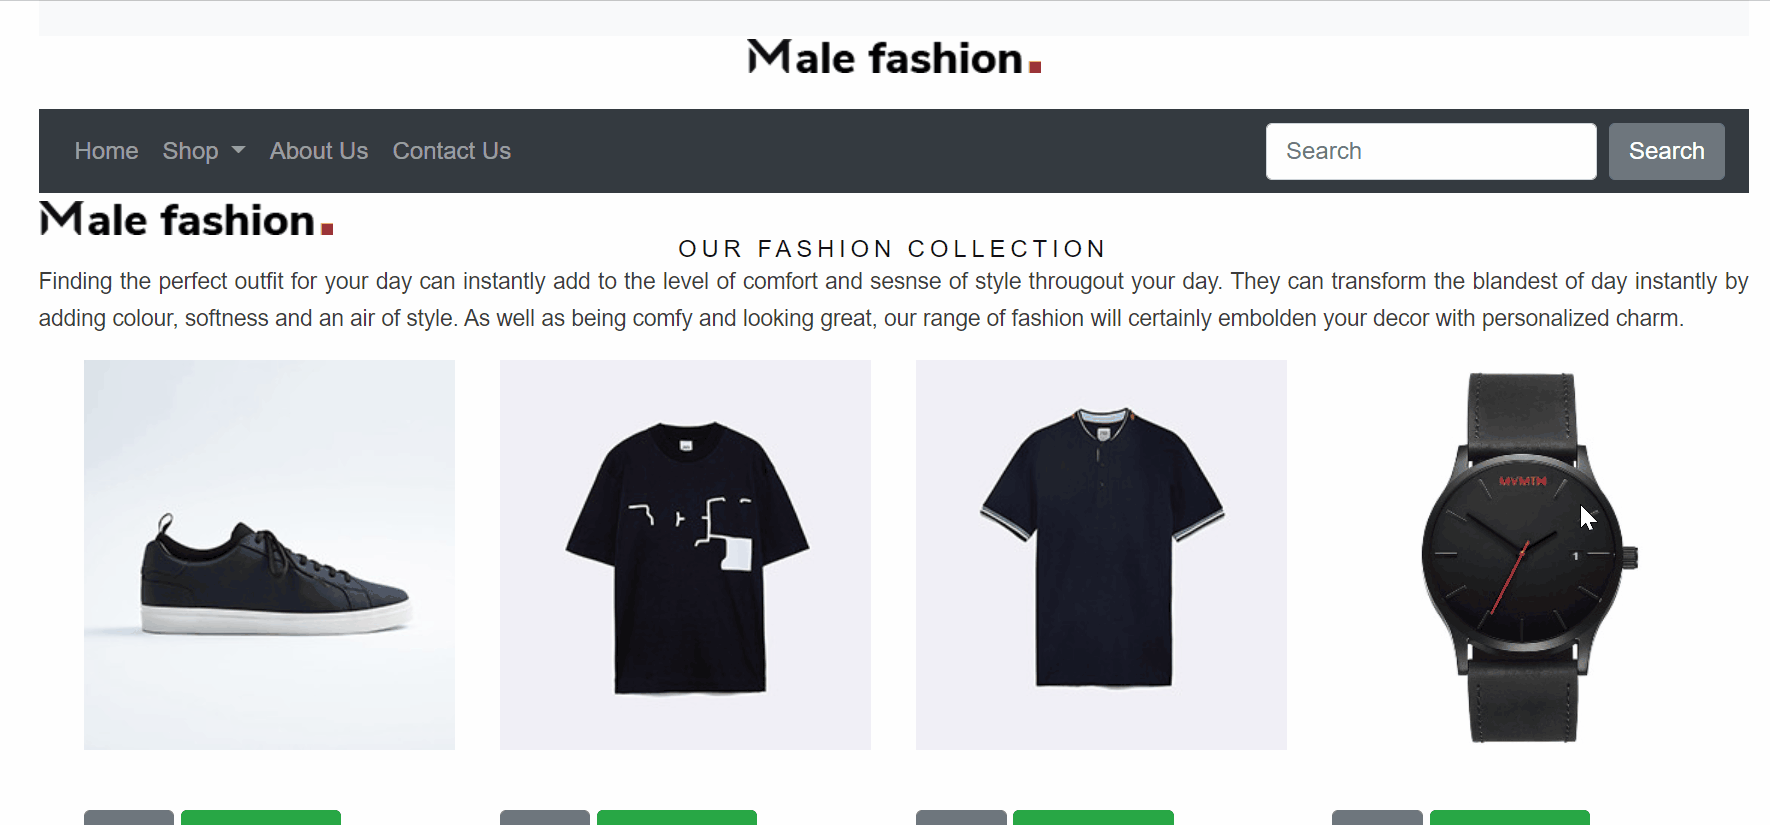 Male fashion.
Home Shop About Us Contact Us Search Search
Male fashion.
OUR FASHION COLLECTION
Finding the perfect outfit for your day can instantly add to the level of comfort and sesnse of style througout your day. They can transform the blandest of day instantly by
adding colour, softness and an air of style. As well as being comfy and looking great, our range of fashion will certainly embolden your decor with personalized charm.
MVMTM
1